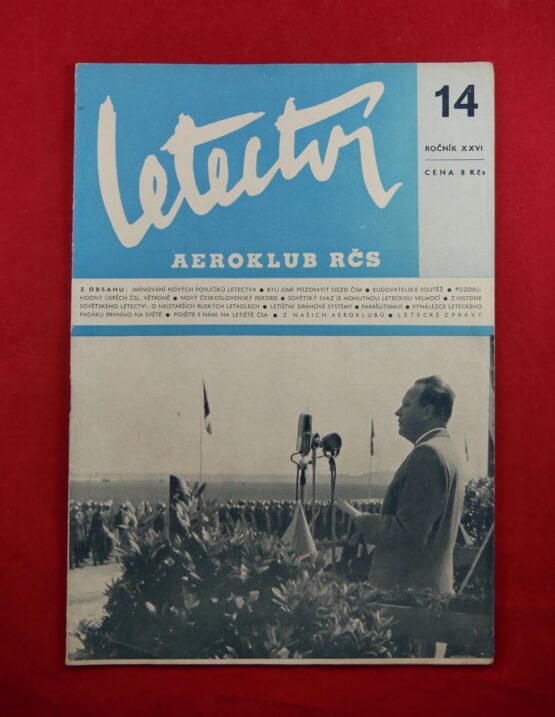 Letectví
14
ROČNÍK XXVI
CENA 8 Kčs
AEROKLUB RČS
Z OBSAHU: JMENOVÁNÍ NOVÝCH PORUČÍKŮ LETECTVA ● BYLI JSME POZDRAVIT SJEZD ČSM ● BUDOVATELSKÁ SOUTĚŽ ● POZORU-
HODNÝ ÚSPĚCH ČSL. VĚTRONĚ ● NOVÝ ČESKOSLOVENSKÝ REKORD ● SOVĚTSKÝ SVAZ JE MOHUTNOU LETECKOU VELMOCÍ ● Z HISTORIE
SOVĚTSKÉHO LETECTVÍ: O NEJSTARŠÍCH RUSKÝCH LETADLECH ● LETIŠTNÍ DRÁHOVÉ SYSTÉMY ● PARAŠUTISMUS ● VYNÁLEZCE LETECKÉHO
PADÁKU PRVNÍHO NA SVĚTĚ ● POJĎTE S NÁMI NA LETIŠTĚ ČSA ● Z NAŠICH AEROKLUBŮ ● LETECKÉ ZPRÁVY